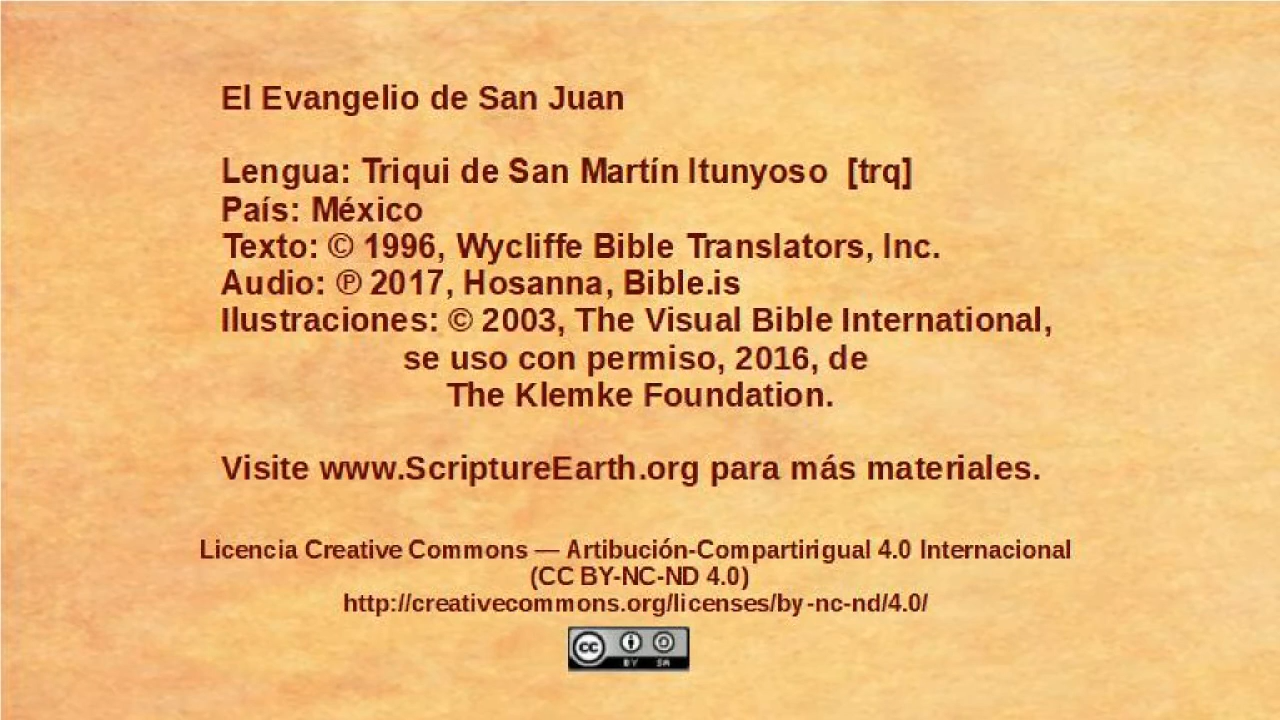 El Evangelio de San Juan
Lengua: Triqui de San Martín Itunyoso [trq]
País: México
Texto: © 1996, Wycliffe Bible Translators, Inc.
Audio: ℗ 2017, Hosanna, Bible.is
Ilustraciones: © 2003, The Visual Bible International,
se uso con permiso, 2016, de
The Klemke Foundation.
Visite www.ScriptureEarth.org para más materiales.
Licencia Creative Commons — Artibución-Compartirigual 4.0 Internacional
(CC BY-NC-ND 4.0)
http://creativecommons.org/licenses/by-nc-nd/4.0/
cc BY SA